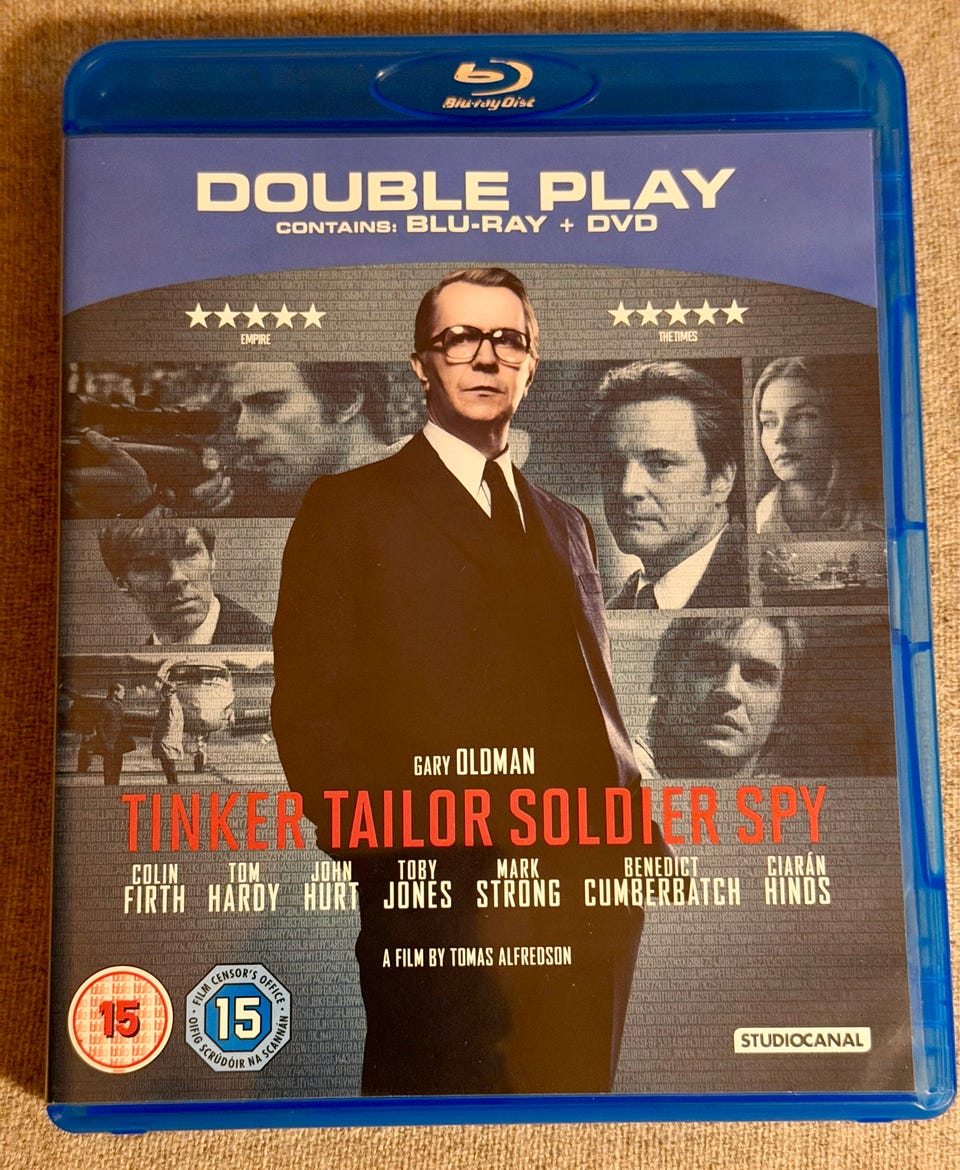 Blu-ray Disc
DOUBLE PLAY
CONTAINS: BLU-RAY + DVD
EMPIRE
THE TIMES
GARY OLDMAN
TINKER TAILOR SOLDIER SPY
COLIN FIRTH
TOM HARDY
JOHN HURT
TOBY JONES
MARK STRONG
BENEDICT CUMBERBATCH
CIARÁN HINDS
A FILM BY TOMAS ALFREDSON
15
FILM CENSOR'S OFFICE
15
OIFIG SCRÚDÓIR NA SCANNÁN
STUDIOCANAL